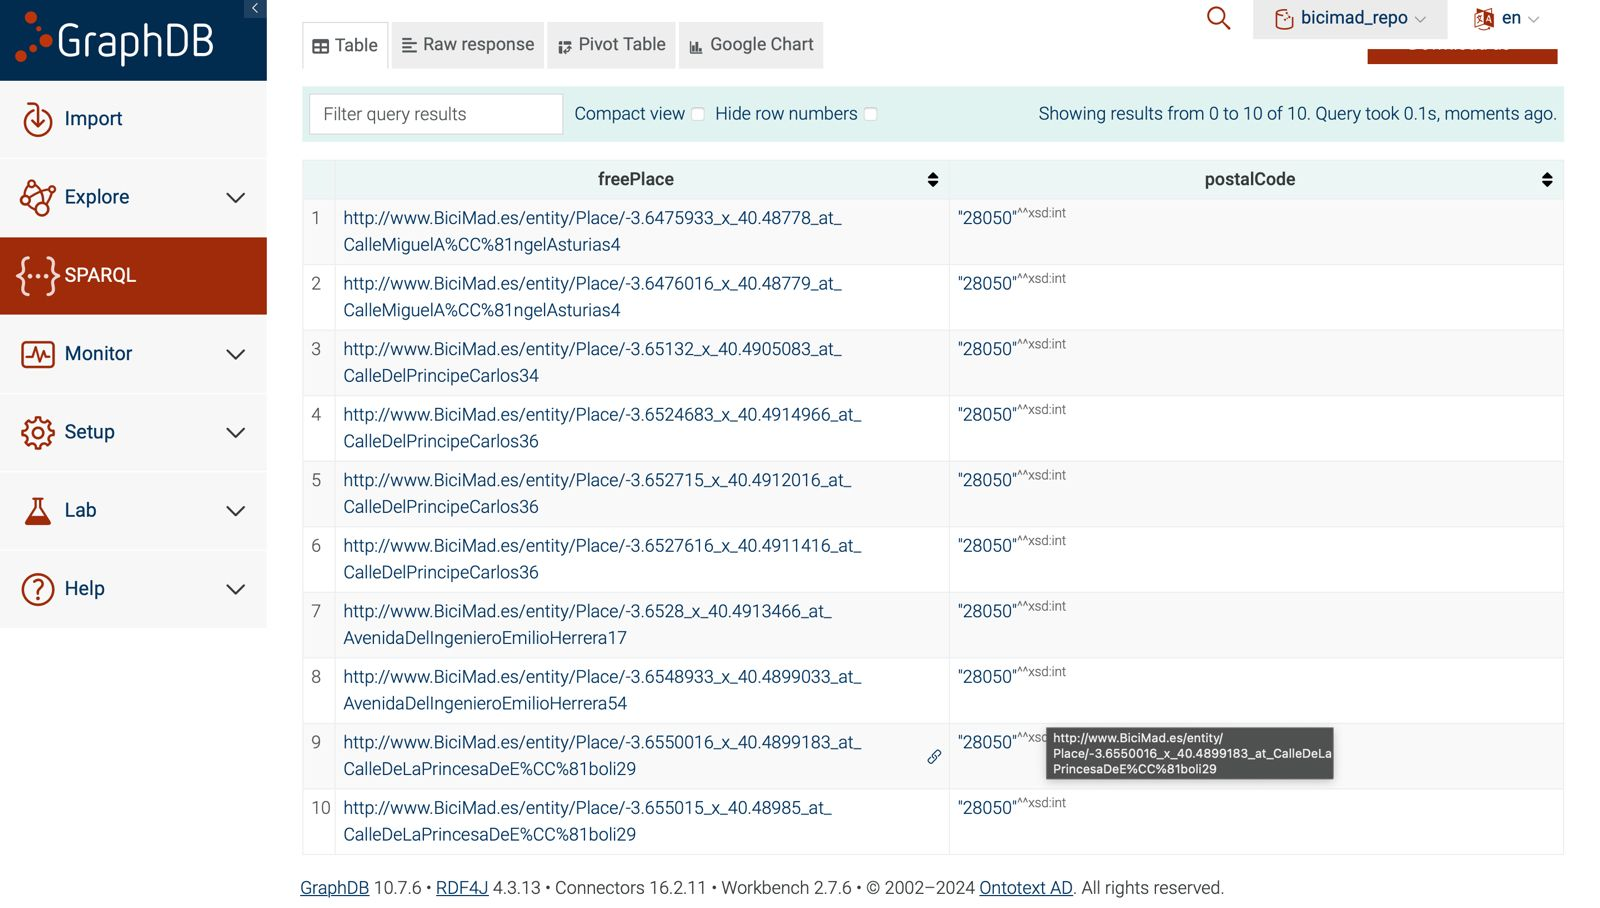 GraphDB
Import
Explore
SPARQL
Monitor
Setup
Lab
Help
Table
Raw response
Pivot Table
Google Chart
bicimad_repo
en
Filter query results
Compact view
Hide row numbers
Showing results from 0 to 10 of 10. Query took 0.1s, moments ago.
freePlace postalCode
1 http://www.BiciMad.es/entity/Place/-3.6475933_x_40.48778_at_ "28050"^^xsd:int
CalleMiguelA%CC%81ngelAsturias4
2 http://www.BiciMad.es/entity/Place/-3.6476016_x_40.48779_at_ "28050"^^xsd:int
CalleMiguelA%CC%81ngelAsturias4
3 http://www.BiciMad.es/entity/Place/-3.65132_x_40.4905083_at_ "28050"^^xsd:int
CalleDelPrincipeCarlos34
4 http://www.BiciMad.es/entity/Place/-3.6524683_x_40.4914966_at_ "28050"^^xsd:int
CalleDelPrincipeCarlos36
5 http://www.BiciMad.es/entity/Place/-3.652715_x_40.4912016_at_ "28050"^^xsd:int
CalleDelPrincipeCarlos36
6 http://www.BiciMad.es/entity/Place/-3.6527616_x_40.4911416_at_ "28050"^^xsd:int
CalleDelPrincipeCarlos36
7 http://www.BiciMad.es/entity/Place/-3.6528_x_40.4913466_at_ "28050"^^xsd:int
AvenidaDelIngenieroEmilioHerrera17
8 http://www.BiciMad.es/entity/Place/-3.6548933_x_40.4899033_at_ "28050"^^xsd:int
AvenidaDelIngenieroEmilioHerrera54
9 http://www.BiciMad.es/entity/Place/-3.6550016_x_40.4899183_at_ "28050"^^xsd
CalleDeLaPrincesaDeE%CC%81boli29
http://www.BiciMad.es/entity/
Place/-3.6550016_x_40.4899183_at_CalleDeLa
PrincesaDeE%CC%81boli29
10 http://www.BiciMad.es/entity/Place/-3.655015_x_40.48985_at_ "28050"^^xsd:int
CalleDeLaPrincesaDeE%CC%81boli29
GraphDB 10.7.6 • RDF4J 4.3.13 • Connectors 16.2.11 • Workbench 2.7.6 • © 2002–2024 Ontotext AD. All rights reserved.